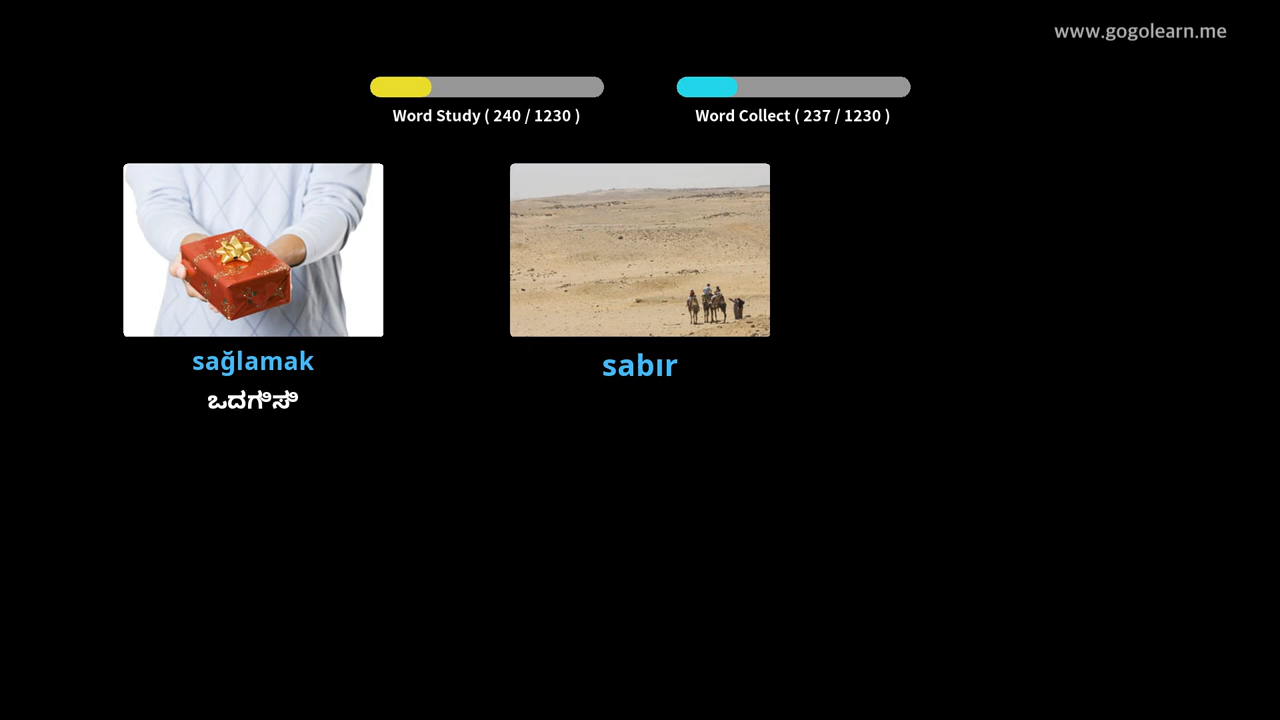 www.gogolearn.me
Word Study ( 240 / 1230 )
Word Collect ( 237 / 1230 )
sağlamak
sabır
ಒದಗಿಸಿ